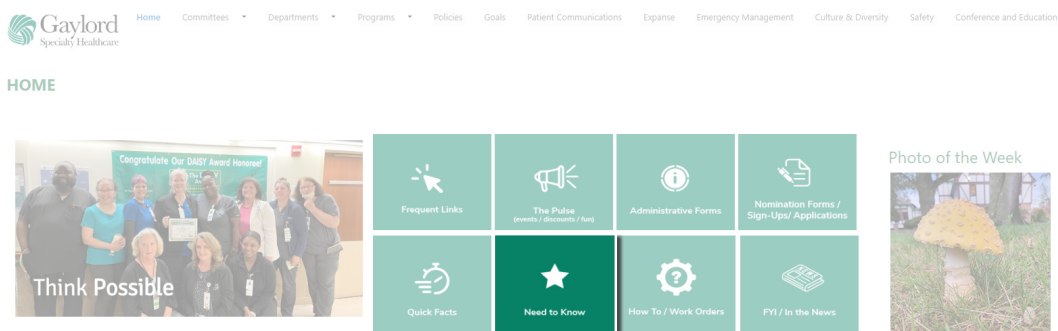 Gaylord
Specialty Healthcare
Home Committees Departments Programs Policies Goals Patient Communications Expanse Emergency Management Culture & Diversity Safety Conference and Education
HOME
Congratulate Our DAISY Award Honoree!
Think Possible
Frequent Links
The Pulse
(events / discounts / fun)
Administrative Forms
Nomination Forms /
Sign-Ups/ Applications
Photo of the Week
Quick Facts
Need to Know
How To / Work Orders
FYI / In the News